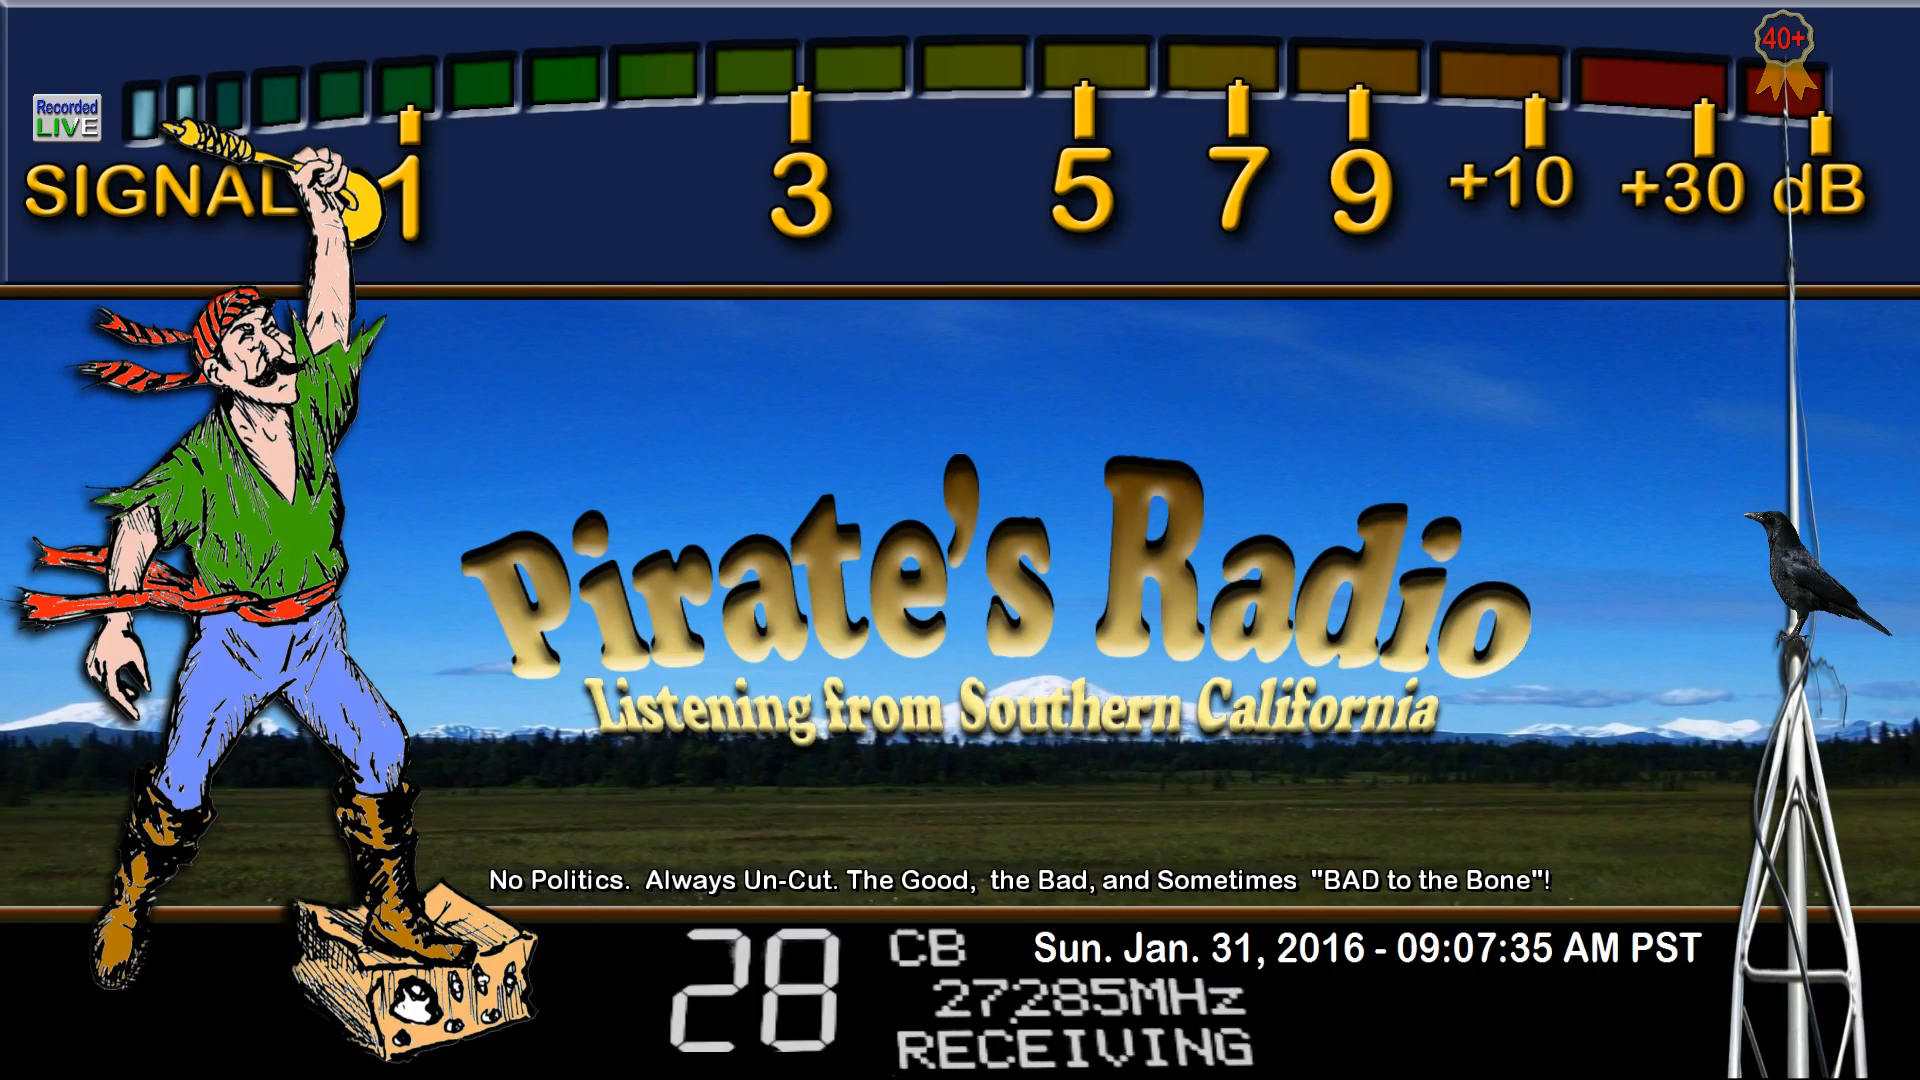 40+
Recorded
LIVE
SIGNAL 1 3 5 7 9 +10 +30 dB
Pirate's Radio
Listening from Southern California
No Politics. Always Un-Cut. The Good, the Bad, and Sometimes "BAD to the Bone"!
28 CB Sun. Jan. 31, 2016 - 09:07:35 AM PST
27.285MHz
RECEIVING